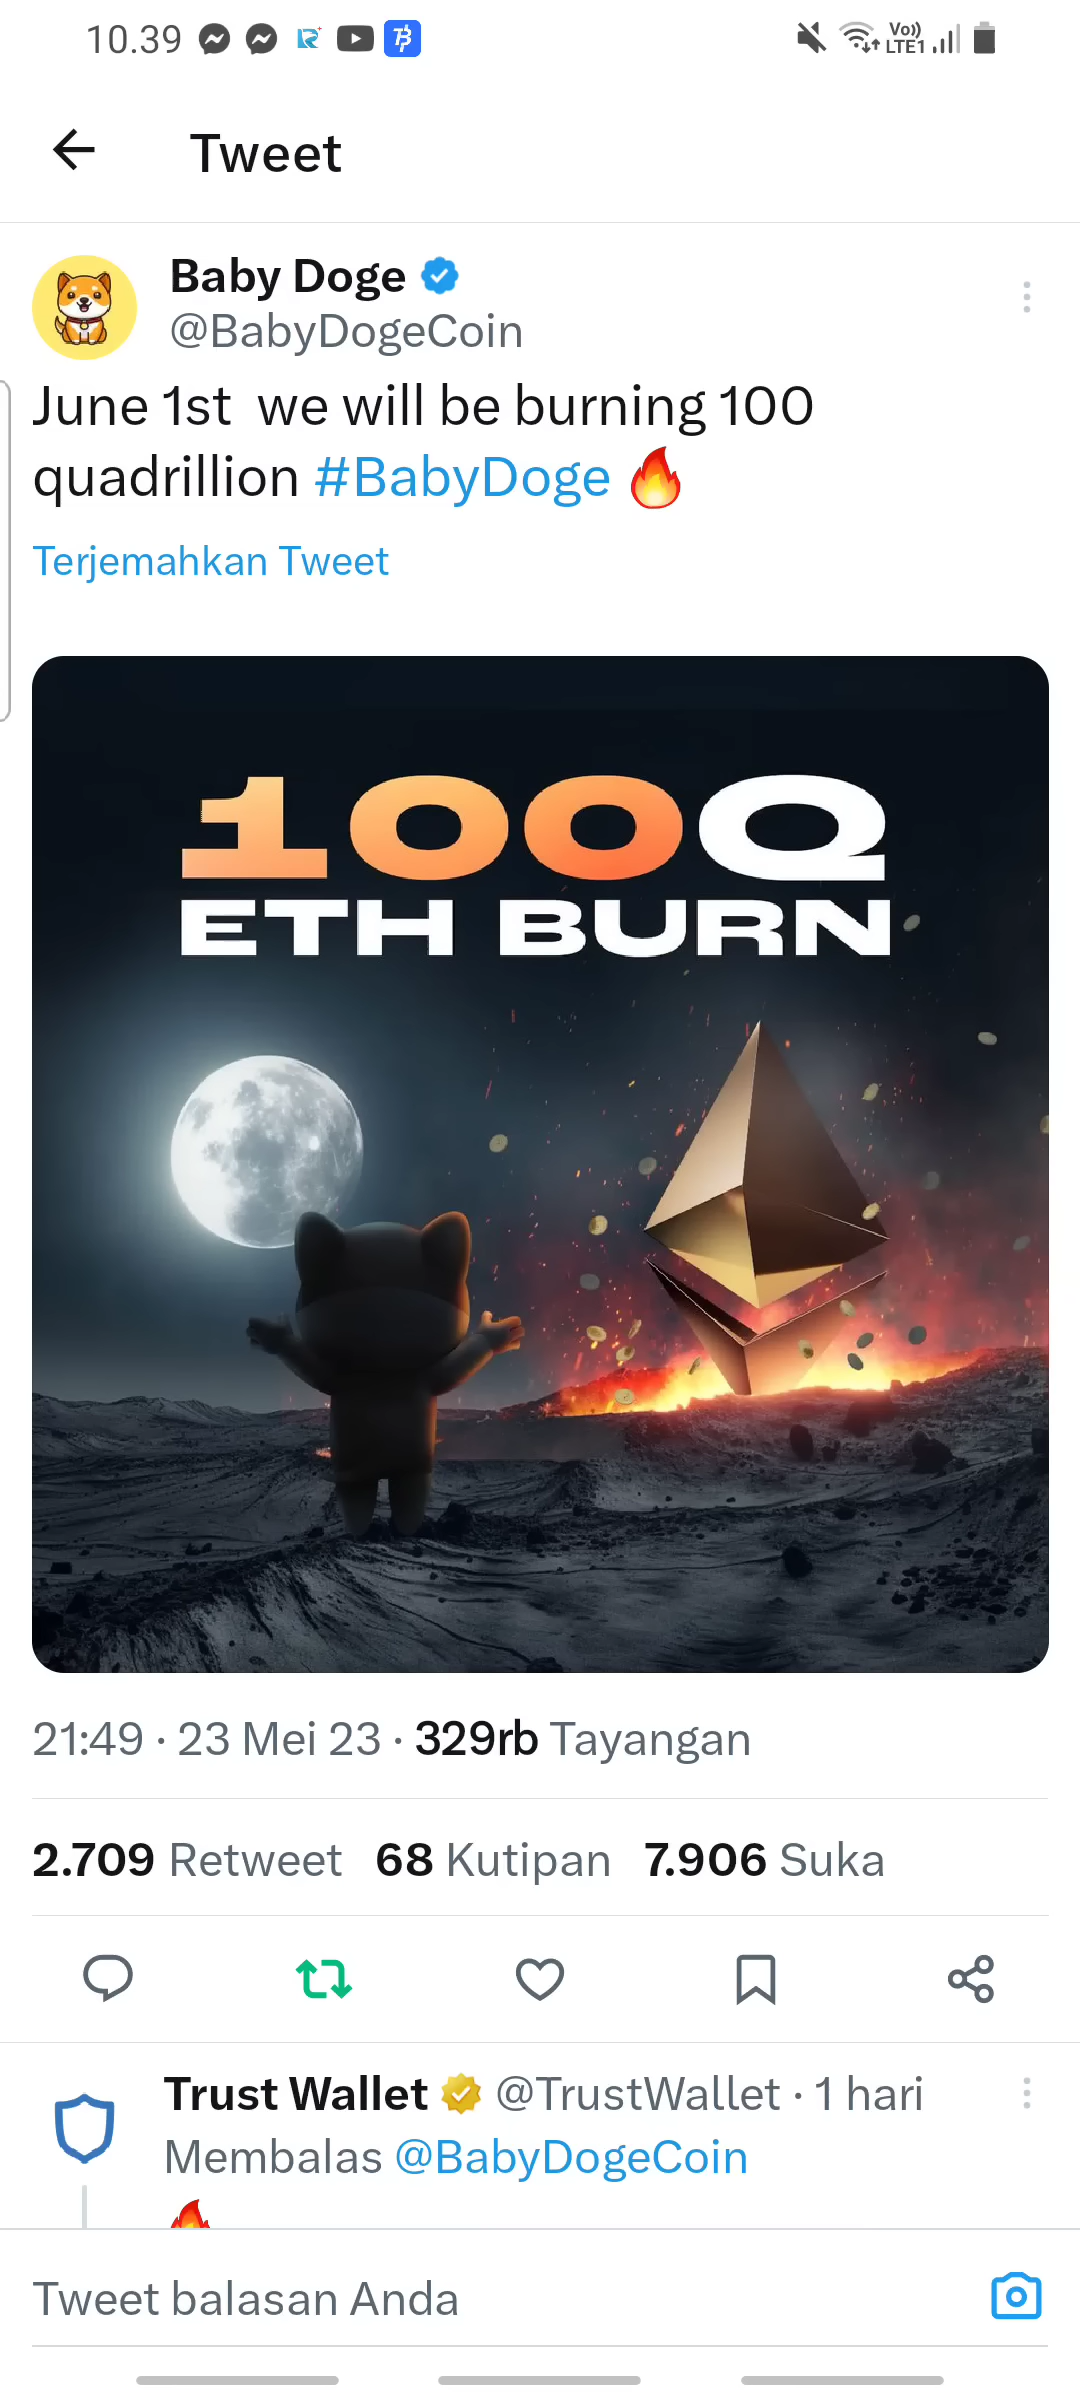 10.39
Vo))
LTE1
Tweet
Baby Doge
@BabyDogeCoin
June 1st  we will be burning 100
quadrillion #BabyDoge 🔥
Terjemahkan Tweet
100Q
ETH BURN
21:49 · 23 Mei 23 · 329rb Tayangan
2.709 Retweet 68 Kutipan 7.906 Suka
Trust Wallet @TrustWallet · 1 hari
Membalas @BabyDogeCoin
🔥
Tweet balasan Anda